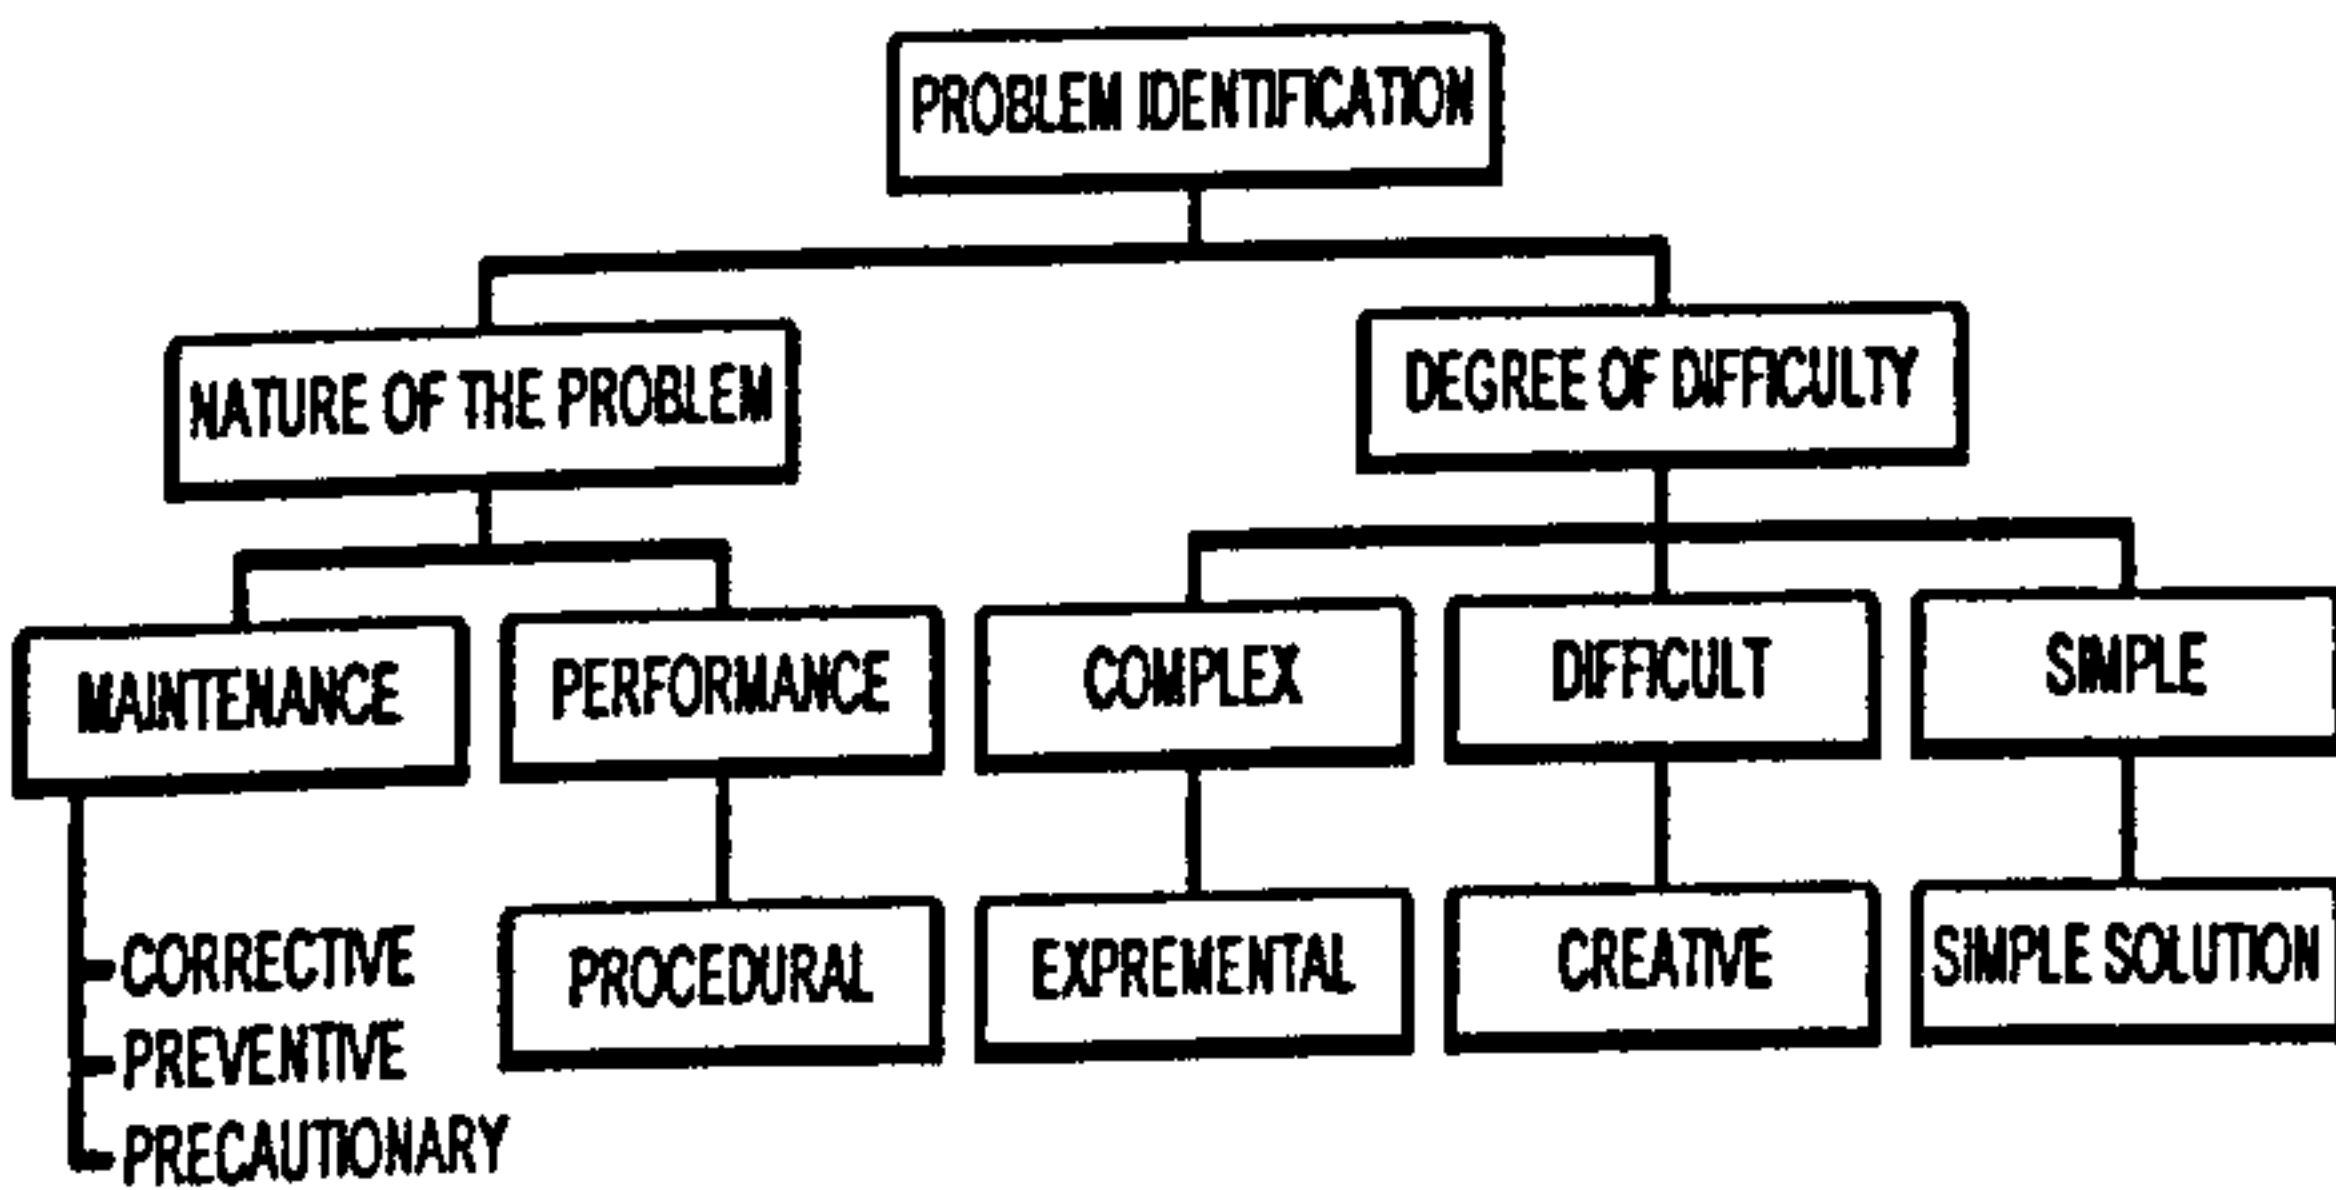 PROBLEM IDENTIFICATION
NATURE OF THE PROBLEM
DEGREE OF DIFFICULTY
MAINTENANCE
PERFORMANCE
COMPLEX
DIFFICULT
SIMPLE
CORRECTIVE
PREVENTIVE
PRECAUTIONARY
PROCEDURAL
EXPREMENTAL
CREATIVE
SIMPLE SOLUTION